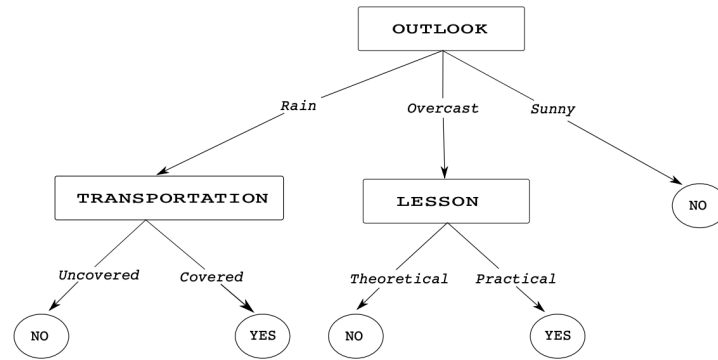 OUTLOOK
Rain
Overcast
Sunny
TRANSPORTATION
LESSON
NO
Uncovered
Covered
Theoretical
Practical
NO
YES
NO
YES